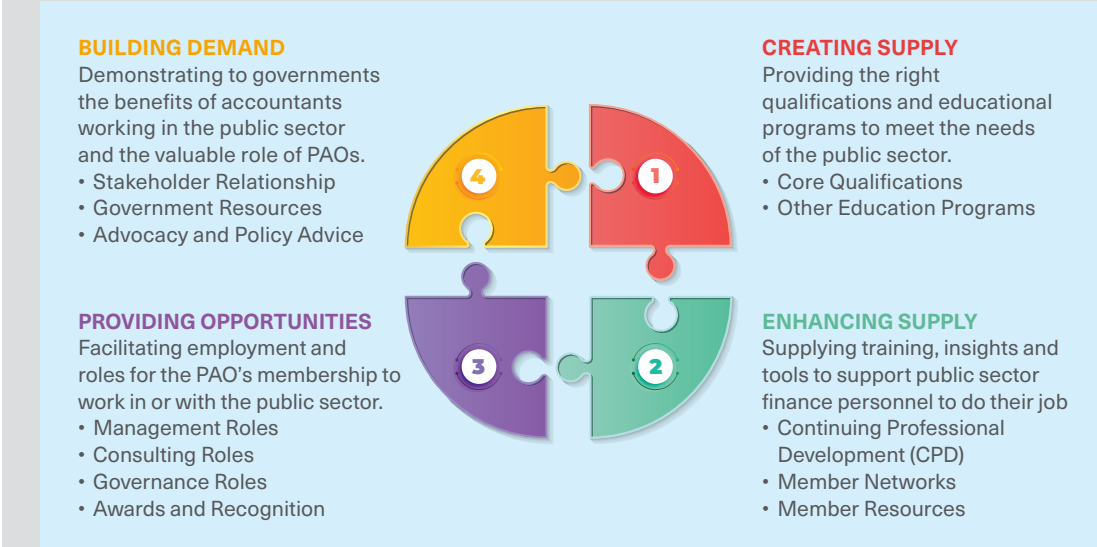 BUILDING DEMAND
Demonstrating to governments
the benefits of accountants
working in the public sector
and the valuable role of PAOs.
• Stakeholder Relationship
• Government Resources
• Advocacy and Policy Advice
CREATING SUPPLY
Providing the right
qualifications and educational
programs to meet the needs
of the public sector.
• Core Qualifications
• Other Education Programs
4
1
PROVIDING OPPORTUNITIES
Facilitating employment and
roles for the PAO's membership to
work in or with the public sector.
• Management Roles
• Consulting Roles
• Governance Roles
• Awards and Recognition
3
2
ENHANCING SUPPLY
Supplying training, insights and
tools to support public sector
finance personnel to do their job
• Continuing Professional
Development (CPD)
• Member Networks
• Member Resources